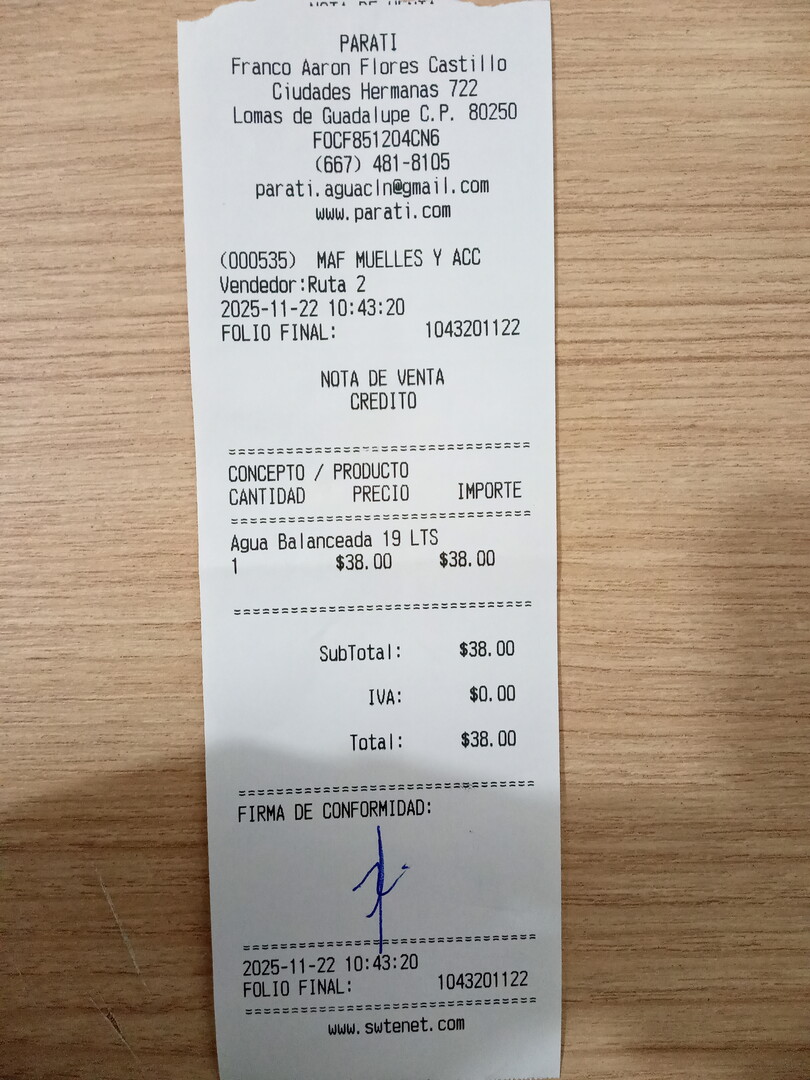 NOTA DE VENTA
PARATI
Franco Aaron Flores Castillo
Ciudades Hermanas 722
Lomas de Guadalupe C.P. 80250
FOCF851204CN6
(667) 481-8105
parati.aguacln@gmail.com
www.parati.com
(000535) MAF MUELLES Y ACC
Vendedor:Ruta 2
2025-11-22 10:43:20
FOLIO FINAL: 1043201122
NOTA DE VENTA
CREDITO
CONCEPTO / PRODUCTO
CANTIDAD PRECIO IMPORTE
Agua Balanceada 19 LTS
1 $38.00 $38.00
SubTotal: $38.00
IVA: $0.00
Total: $38.00
FIRMA DE CONFORMIDAD:
2025-11-22 10:43:20
FOLIO FINAL: 1043201122
www.swtenet.com